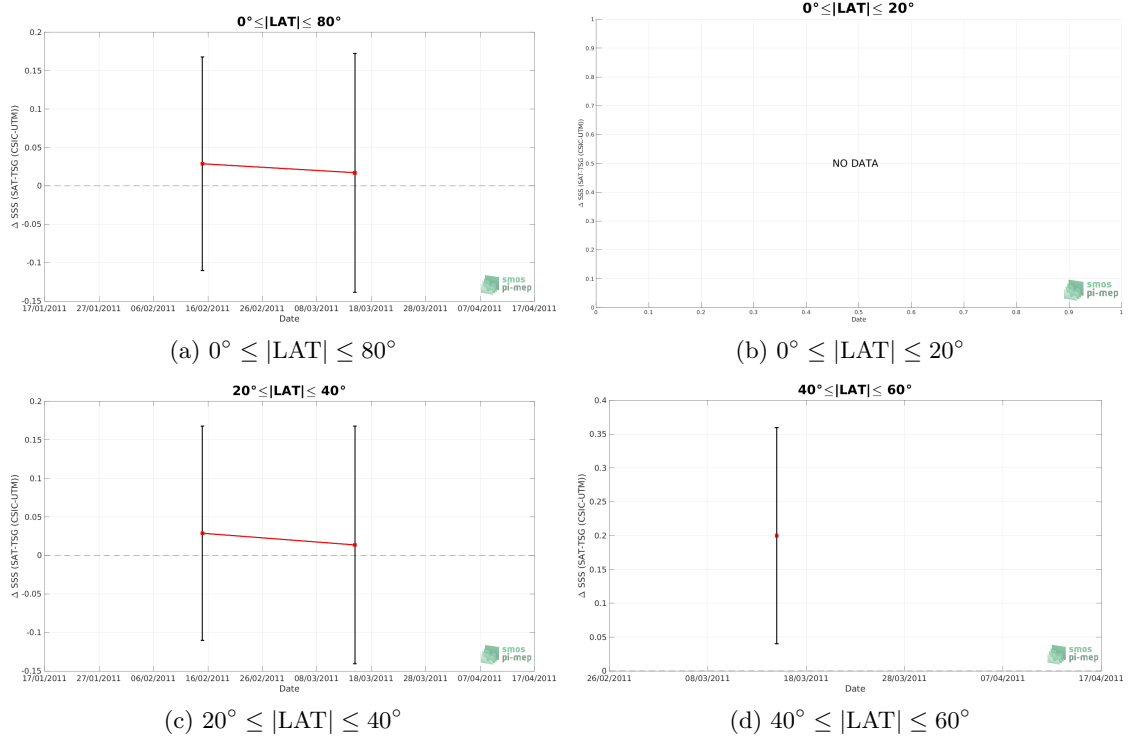 0°≤|LAT|≤ 80°
Δ SSS (SAT-TSG (CSIC-UTM))
0.2
0.15
0.1
0.05
0
-0.05
-0.1
-0.15
17/01/2011 27/01/2011 06/02/2011 16/02/2011 26/02/2011 08/03/2011 18/03/2011 28/03/2011 07/04/2011 17/04/2011
Date
smos
pi-mep
(a) 0° ≤ |LAT| ≤ 80°
0°≤|LAT|≤ 20°
Δ SSS (SAT-TSG (CSIC-UTM))
1
0.9
0.8
0.7
0.6
0.5
0.4
0.3
0.2
0.1
0
NO DATA
0 0.1 0.2 0.3 0.4 0.5 0.6 0.7 0.8 0.9 1
Date
smos
pi-mep
(b) 0° ≤ |LAT| ≤ 20°
20°≤|LAT|≤ 40°
Δ SSS (SAT-TSG (CSIC-UTM))
0.2
0.15
0.1
0.05
0
-0.05
-0.1
-0.15
17/01/2011 27/01/2011 06/02/2011 16/02/2011 26/02/2011 08/03/2011 18/03/2011 28/03/2011 07/04/2011 17/04/2011
Date
smos
pi-mep
(c) 20° ≤ |LAT| ≤ 40°
40°≤|LAT|≤ 60°
Δ SSS (SAT-TSG (CSIC-UTM))
0.4
0.35
0.3
0.25
0.2
0.15
0.1
0.05
0
26/02/2011 08/03/2011 18/03/2011 28/03/2011 07/04/2011 17/04/2011
Date
smos
pi-mep
(d) 40° ≤ |LAT| ≤ 60°